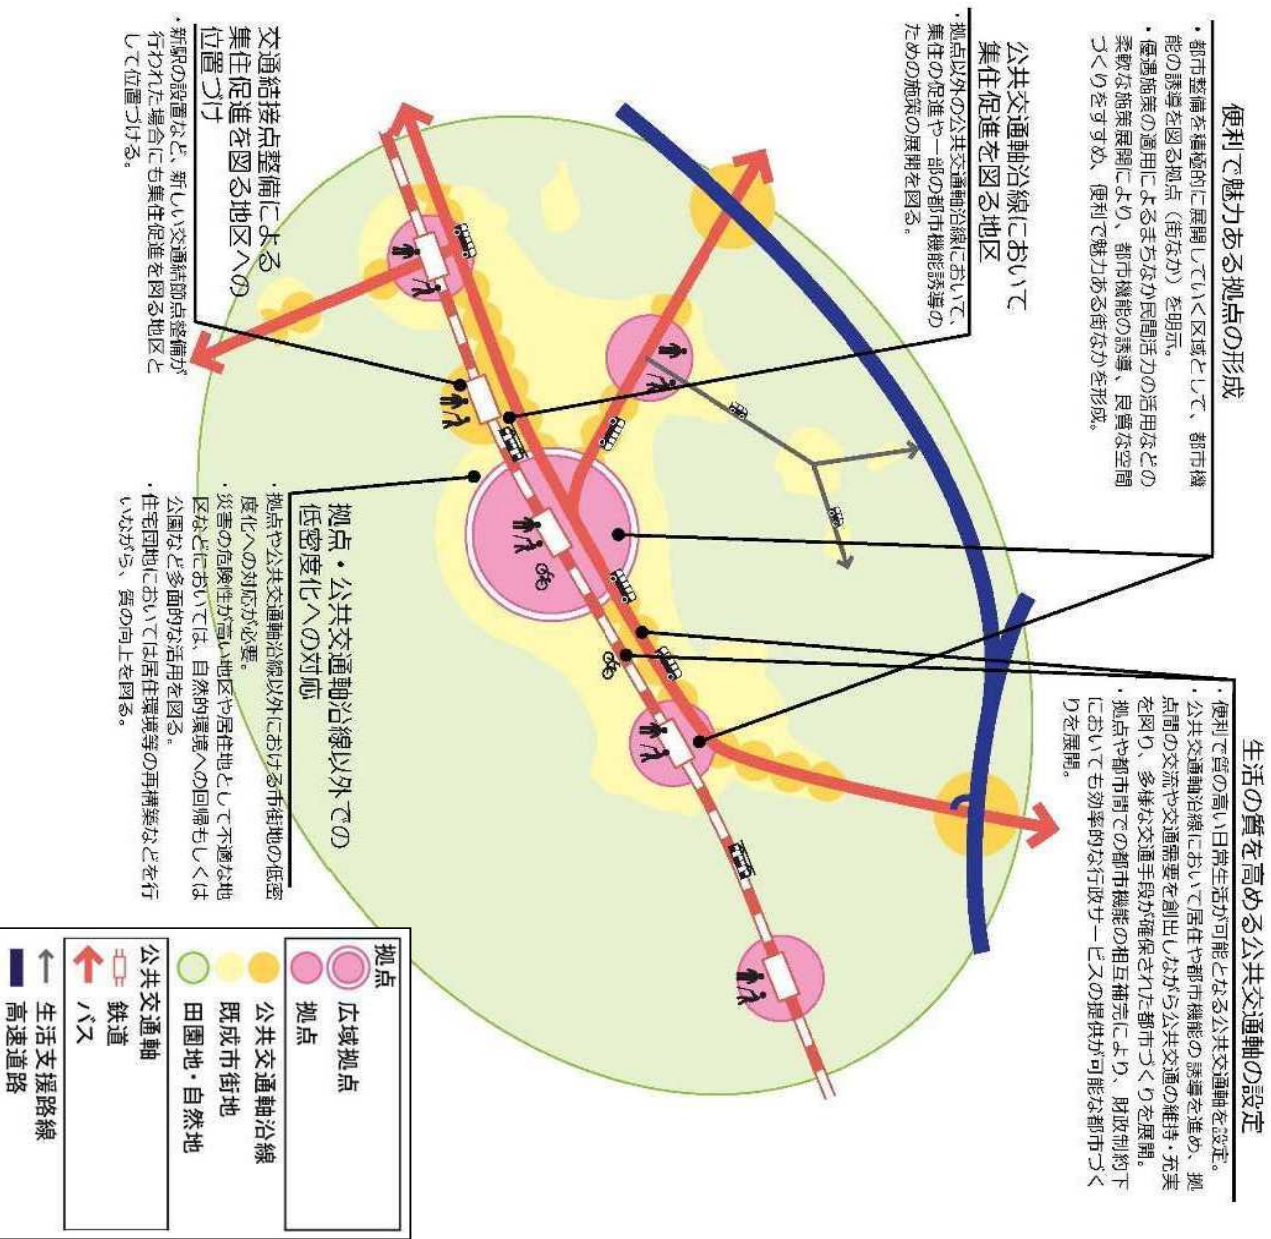 便利で魅力ある拠点の形成
・都市整備を積極的に展開していく区域として、都市機
能の誘導を図る拠点（街なか）を明示。
・優遇施策の適用によるまちなか民間活力の活用などの
柔軟な施策展開により、都市機能の誘導、良質な空間
づくりをすすめ、便利で魅力ある街なかを形成。
生活の質を高める公共交通軸の設定
・便利で質の高い日常生活が可能となる公共交通軸を設定。
・公共交通軸沿線において居住や都市機能の誘導を進め、拠
点間の交流や交通需要を創出しながら公共交通の維持・充実
を図り、多様な交通手段が確保された都市づくりを展開。
・拠点や都市間での都市機能の相互補完により、財政制約下
においても効率的な行政サービスの提供が可能な都市づく
りを展開。
公共交通軸沿線において
集住促進を図る地区
・拠点以外の公共交通軸沿線において、
集住の促進や一部の都市機能誘導の
ための施策の展開を図る。
交通結接点整備による
集住促進を図る地区への
位置づけ
・新駅の設置など、新しい交通結節点整備が
行われた場合にも集住促進を図る地区と
して位置づける。
拠点・公共交通軸沿線以外での
低密度化への対応
・拠点や公共交通軸沿線以外における市街地の低密
度化への対応が必要。
・災害の危険性が高い地区や居住地として不適な地
区などにおいては、自然的環境への回帰もしくは
公園など多面的な活用を図る。
・住宅団地においては居住環境等の再構築などを行
いながら、質の向上を図る。
拠点
広域拠点
拠点
公共交通軸沿線
既成市街地
田園地・自然地
公共交通軸
鉄道
バス
生活支援路線
高速道路